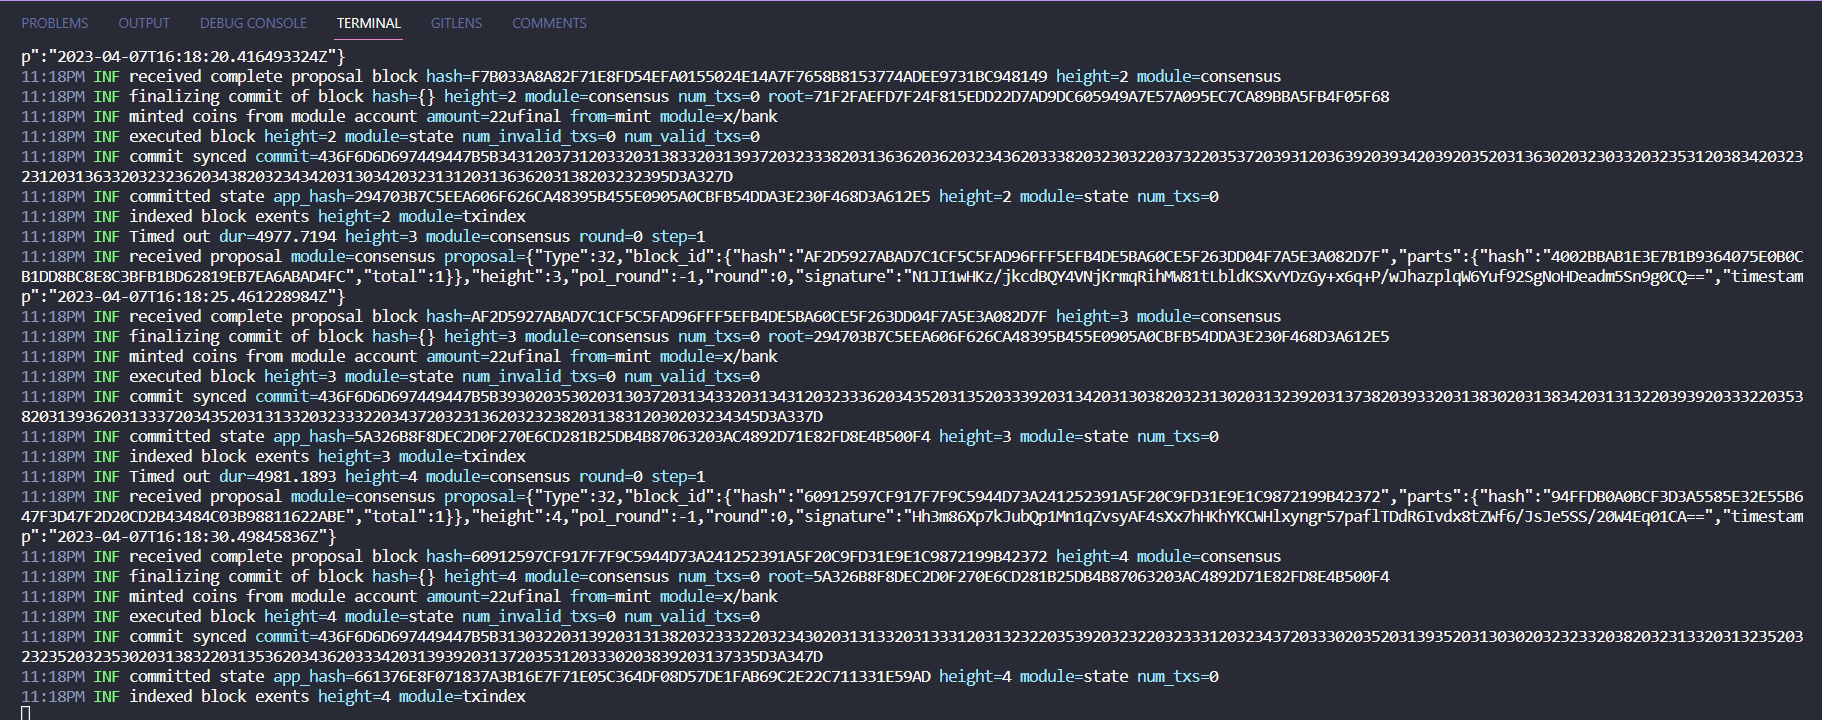 PROBLEMS OUTPUT DEBUG CONSOLE TERMINAL GITLENS COMMENTS
p":"2023-04-07T16:18:20.416493324Z"}
11:18PM INF received complete proposal block hash=F7B033A8A82F71E8FD54EFA0155024E14A7F7658B8153774ADEE9731BC948149 height=2 module=consensus
11:18PM INF finalizing commit of block hash={} height=2 module=consensus num_txs=0 root=71F2FAEFD7F24F815EDD22D7AD9DC605949A7E57A095EC7CA89BBA5FB4F05F68
11:18PM INF minted coins from module account amount=22ufinal from=mint module=x/bank
11:18PM INF executed block height=2 module=state num_invalid_txs=0 num_valid_txs=0
11:18PM INF commit synced commit=436F6D6D697449447B5B3431203731203320313833203139372032333820313636203620323436203338203230322037322035372039312036392039342039203520313630203230332032353120383420323
231203136332032323620343820323434203130342032313120313636203138203232395D3A327D
11:18PM INF committed state app_hash=294703B7C5EEA606F626CA48395B455E0905A0CBFB54DDA3E230F468D3A612E5 height=2 module=state num_txs=0
11:18PM INF indexed block exents height=2 module=txindex
11:18PM INF Timed out dur=4977.7194 height=3 module=consensus round=0 step=1
11:18PM INF received proposal module=consensus proposal={"Type":32,"block_id":{"hash":"AF2D5927ABAD7C1CF5C5FAD96FFF5EFB4DE5BA60CE5F263DD04F7A5E3A082D7F","parts":{"hash":"4002BBAB1E3E7B1B9364075E0B0C
B1DD8BC8E8C3BFB1BD62819EB7EA6ABAD4FC","total":1}},"height":3,"pol_round":-1,"round":0,"signature":"N1JI1wHKz/jkcdBQY4VNjKrmqRihMW81tLbldKSXvYDzGy+x6q+P/wJhazplqW6Yuf92SgNoHDeadm5Sn9g0CQ==","timestam
p":"2023-04-07T16:18:25.461228984Z"}
11:18PM INF received complete proposal block hash=AF2D5927ABAD7C1CF5C5FAD96FFF5EFB4DE5BA60CE5F263DD04F7A5E3A082D7F height=3 module=consensus
11:18PM INF finalizing commit of block hash={} height=3 module=consensus num_txs=0 root=294703B7C5EEA606F626CA48395B455E0905A0CBFB54DDA3E230F468D3A612E5
11:18PM INF minted coins from module account amount=22ufinal from=mint module=x/bank
11:18PM INF executed block height=3 module=state num_invalid_txs=0 num_valid_txs=0
11:18PM INF commit synced commit=436F6D6D697449447B5B393020353020313037203134332031343120323336203435203135203339203134203130382032313020313239203137382039332031383020313834203131322039392033322035
8203139362031333720343520313133203233322034372032313620323238203138312030203234345D3A337D
11:18PM INF committed state app_hash=5A326B8F8DEC2D0F270E6CD281B25DB4B87063203AC4892D71E82FD8E4B500F4 height=3 module=state num_txs=0
11:18PM INF indexed block exents height=3 module=txindex
11:18PM INF Timed out dur=4981.1893 height=4 module=consensus round=0 step=1
11:18PM INF received proposal module=consensus proposal={"Type":32,"block_id":{"hash":"60912597CF917F7F9C5944D73A241252391A5F20C9FD31E9E1C9872199B42372","parts":{"hash":"94FFDB0A0BCF3D3A5585E32E55B6
47F3D47F2D20CD2B43484C03B98811622ABE","total":1}},"height":4,"pol_round":-1,"round":0,"signature":"Hh3m86Xp7kJubQp1Mn1qZvsyAF4sXx7hHKhYKCWHlxyngr57paflTDdR6Ivdx8tZWf6/JsJe5SS/20W4Eq01CA==","timestam
p":"2023-04-07T16:18:30.49845836Z"}
11:18PM INF received complete proposal block hash=60912597CF917F7F9C5944D73A241252391A5F20C9FD31E9E1C9872199B42372 height=4 module=consensus
11:18PM INF finalizing commit of block hash={} height=4 module=consensus num_txs=0 root=5A326B8F8DEC2D0F270E6CD281B25DB4B87063203AC4892D71E82FD8E4B500F4
11:18PM INF minted coins from module account amount=22ufinal from=mint module=x/bank
11:18PM INF executed block height=4 module=state num_invalid_txs=0 num_valid_txs=0
11:18PM INF commit synced commit=436F6D6D697449447B5B3130322031392031313820323332203234302031313320313331203132322035392032322032333120323437203330203520313935203130302032323320382032313320313235203
2323520323530203138322031353620343620333420313939203137203531203330203839203137335D3A347D
11:18PM INF committed state app_hash=661376E8F071837A3B16E7F71E05C364DF08D57DE1FAB69C2E22C711331E59AD height=4 module=state num_txs=0
11:18PM INF indexed block exents height=4 module=txindex